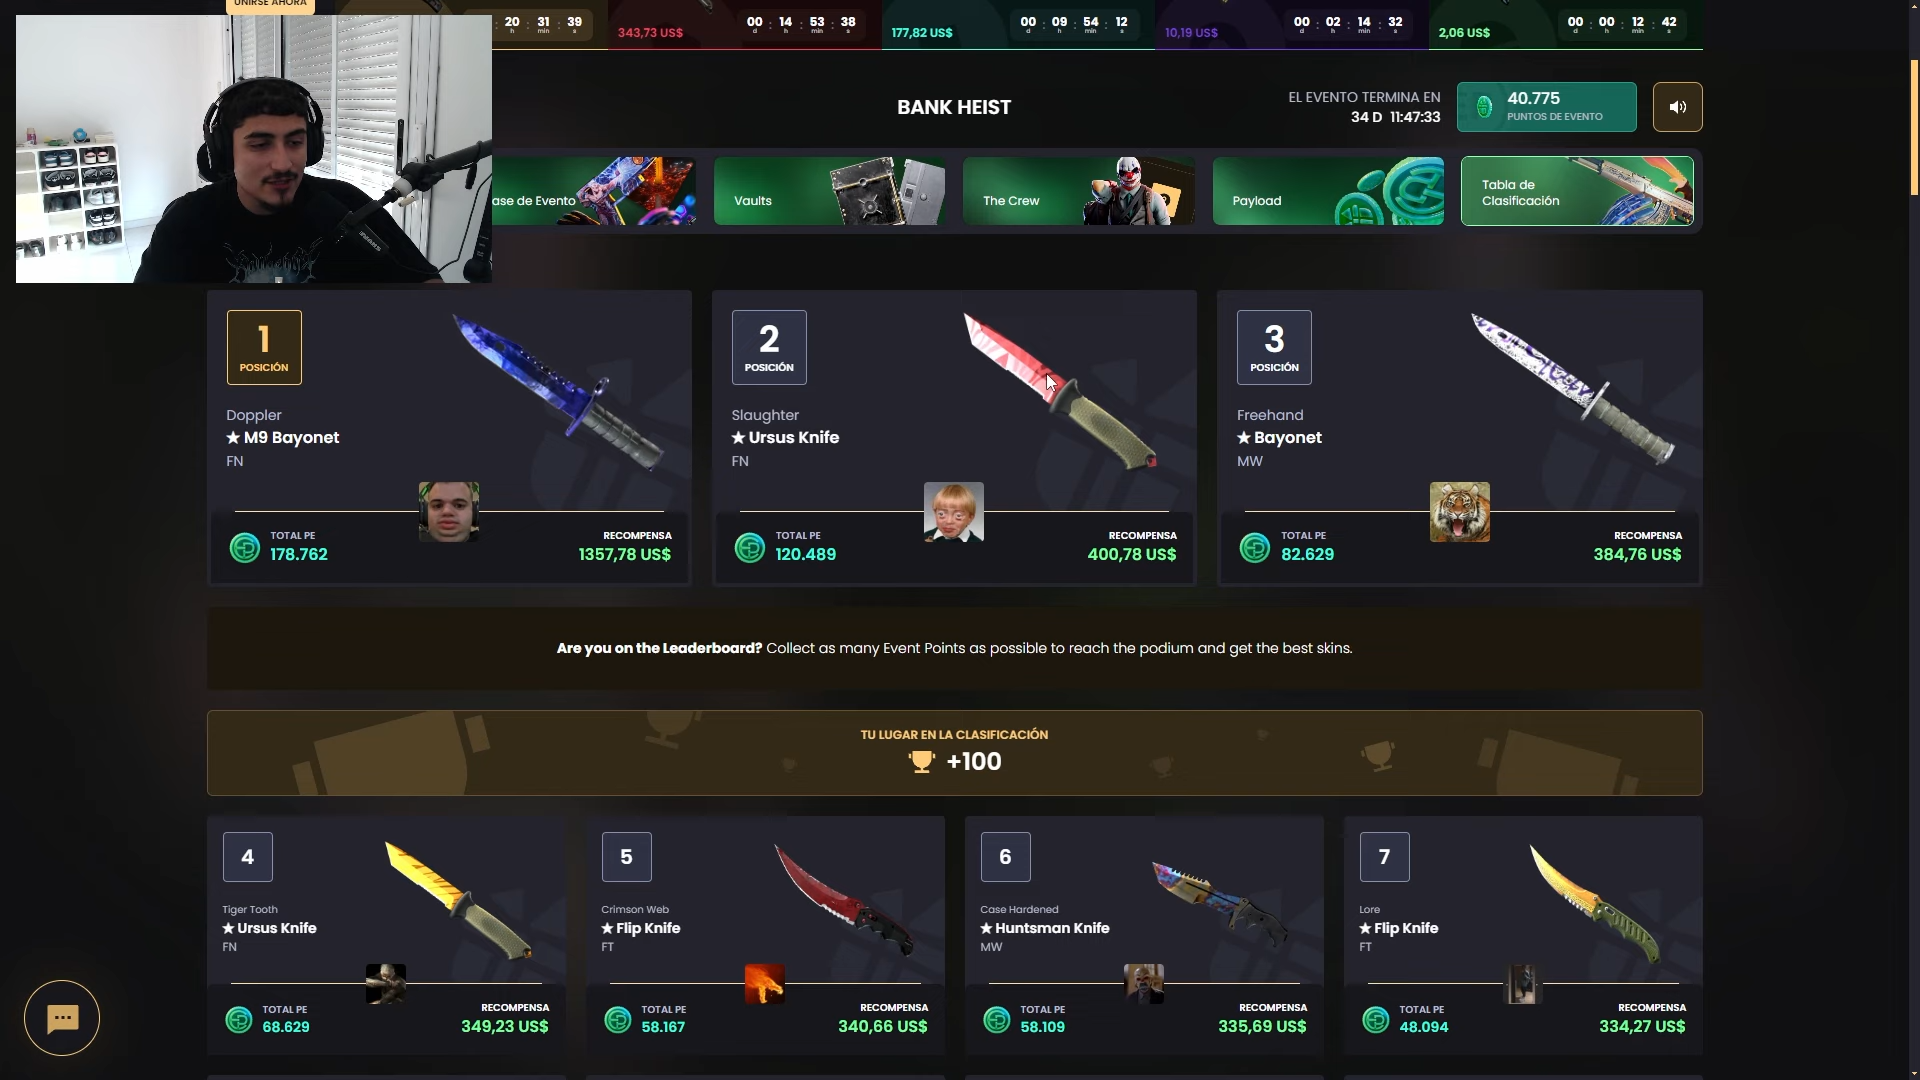 UNIRSE AHORA
20 : 31 : 39
h min s
343,73 US$
00 : 14 : 53 : 38
d h min s
177,82 US$
00 : 09 : 54 : 12
d h min s
10,19 US$
00 : 02 : 14 : 32
d h min s
2,06 US$
00 : 00 : 12 : 42
d h min s
BANK HEIST
EL EVENTO TERMINA EN
34 D 11:47:33
40.775
PUNTOS DE EVENTO
ase de Evento
Vaults
The Crew
Payload
Tabla de
Clasificación
1
POSICIÓN
Doppler
★ M9 Bayonet
FN
TOTAL PE
178.762
RECOMPENSA
1357,78 US$
2
POSICIÓN
Slaughter
★ Ursus Knife
FN
TOTAL PE
120.489
RECOMPENSA
400,78 US$
3
POSICIÓN
Freehand
★ Bayonet
MW
TOTAL PE
82.629
RECOMPENSA
384,76 US$
Are you on the Leaderboard? Collect as many Event Points as possible to reach the podium and get the best skins.
TU LUGAR EN LA CLASIFICACIÓN
+100
4
Tiger Tooth
★ Ursus Knife
FN
TOTAL PE
68.629
RECOMPENSA
349,23 US$
5
Crimson Web
★ Flip Knife
FT
TOTAL PE
58.167
RECOMPENSA
340,66 US$
6
Case Hardened
★ Huntsman Knife
MW
TOTAL PE
58.109
RECOMPENSA
335,69 US$
7
Lore
★ Flip Knife
FT
TOTAL PE
48.094
RECOMPENSA
334,27 US$